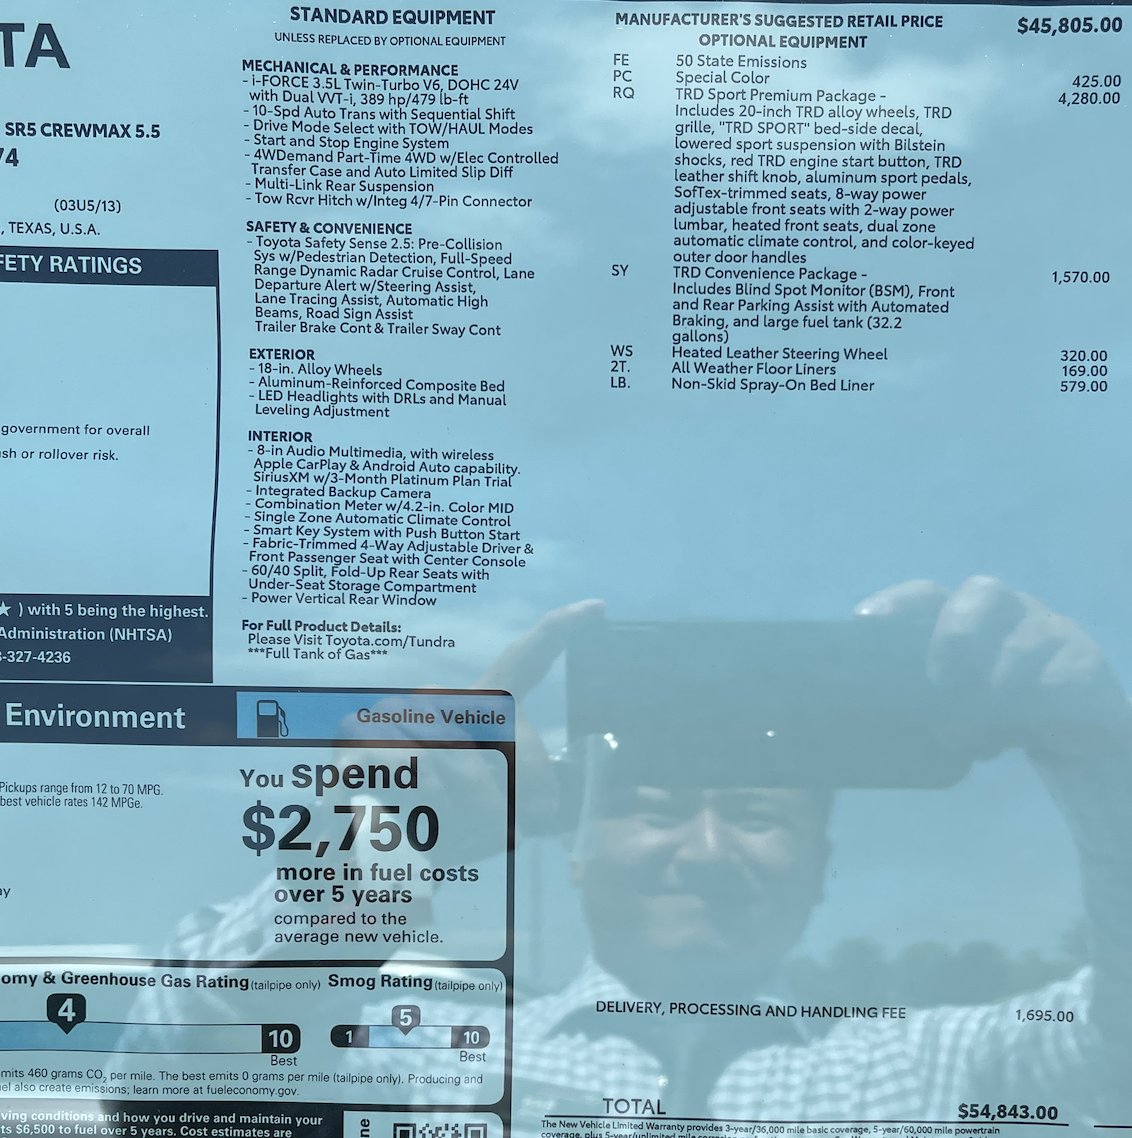 TA
SR5 CREWMAX 5.5
74
(03U5/13)
, TEXAS, U.S.A.
FETY RATINGS
government for overall
sh or rollover risk.
★ ) with 5 being the highest.
Administration (NHTSA)
-327-4236
STANDARD EQUIPMENT
UNLESS REPLACED BY OPTIONAL EQUIPMENT
MECHANICAL & PERFORMANCE
- i-FORCE 3.5L Twin-Turbo V6, DOHC 24V
with Dual VVT-i, 389 hp/479 lb-ft
- 10-Spd Auto Trans with Sequential Shift
- Drive Mode Select with TOW/HAUL Modes
- Start and Stop Engine System
- 4WDemand Part-Time 4WD w/Elec Controlled
Transfer Case and Auto Limited Slip Diff
- Multi-Link Rear Suspension
- Tow Rcvr Hitch w/Integ 4/7-Pin Connector
SAFETY & CONVENIENCE
- Toyota Safety Sense 2.5: Pre-Collision
Sys w/Pedestrian Detection, Full-Speed
Range Dynamic Radar Cruise Control, Lane
Departure Alert w/Steering Assist,
Lane Tracing Assist, Automatic High
Beams, Road Sign Assist
Trailer Brake Cont & Trailer Sway Cont
EXTERIOR
- 18-in. Alloy Wheels
- Aluminum-Reinforced Composite Bed
- LED Headlights with DRLs and Manual
Leveling Adjustment
INTERIOR
- 8-in Audio Multimedia, with wireless
Apple CarPlay & Android Auto capability.
SiriusXM w/3-Month Platinum Plan Trial
- Integrated Backup Camera
- Combination Meter w/4.2-in. Color MID
- Single Zone Automatic Climate Control
- Smart Key System with Push Button Start
- Fabric-Trimmed 4-Way Adjustable Driver &
Front Passenger Seat with Center Console
- 60/40 Split, Fold-Up Rear Seats with
Under-Seat Storage Compartment
- Power Vertical Rear Window
For Full Product Details:
Please Visit Toyota.com/Tundra
***Full Tank of Gas***
MANUFACTURER'S SUGGESTED RETAIL PRICE $45,805.00
OPTIONAL EQUIPMENT
FE 50 State Emissions
PC Special Color 425.00
RQ TRD Sport Premium Package - 4,280.00
Includes 20-inch TRD alloy wheels, TRD
grille, "TRD SPORT" bed-side decal,
lowered sport suspension with Bilstein
shocks, red TRD engine start button, TRD
leather shift knob, aluminum sport pedals,
SofTex-trimmed seats, 8-way power
adjustable front seats with 2-way power
lumbar, heated front seats, dual zone
automatic climate control, and color-keyed
outer door handles
SY TRD Convenience Package - 1,570.00
Includes Blind Spot Monitor (BSM), Front
and Rear Parking Assist with Automated
Braking, and large fuel tank (32.2
gallons)
WS Heated Leather Steering Wheel 320.00
2T. All Weather Floor Liners 169.00
LB. Non-Skid Spray-On Bed Liner 579.00
Environment
Gasoline Vehicle
Pickups range from 12 to 70 MPG.
best vehicle rates 142 MPGe.
ay
You spend
$2,750
more in fuel costs
over 5 years
compared to the
average new vehicle.
omy & Greenhouse Gas Rating (tailpipe only) Smog Rating (tailpipe only)
4
10
Best
5
1 10
Best
mits 460 grams CO₂ per mile. The best emits 0 grams per mile (tailpipe only). Producing and
el also create emissions; learn more at fueleconomy.gov.
ving conditions and how you drive and maintain your
ts $6,500 to fuel over 5 years. Cost estimates are
ne
DELIVERY, PROCESSING AND HANDLING FEE 1,695.00
TOTAL $54,843.00
The New Vehicle Limited Warranty provides 3-year/36,000 mile basic coverage, 5-year/60,000 mile powertrain